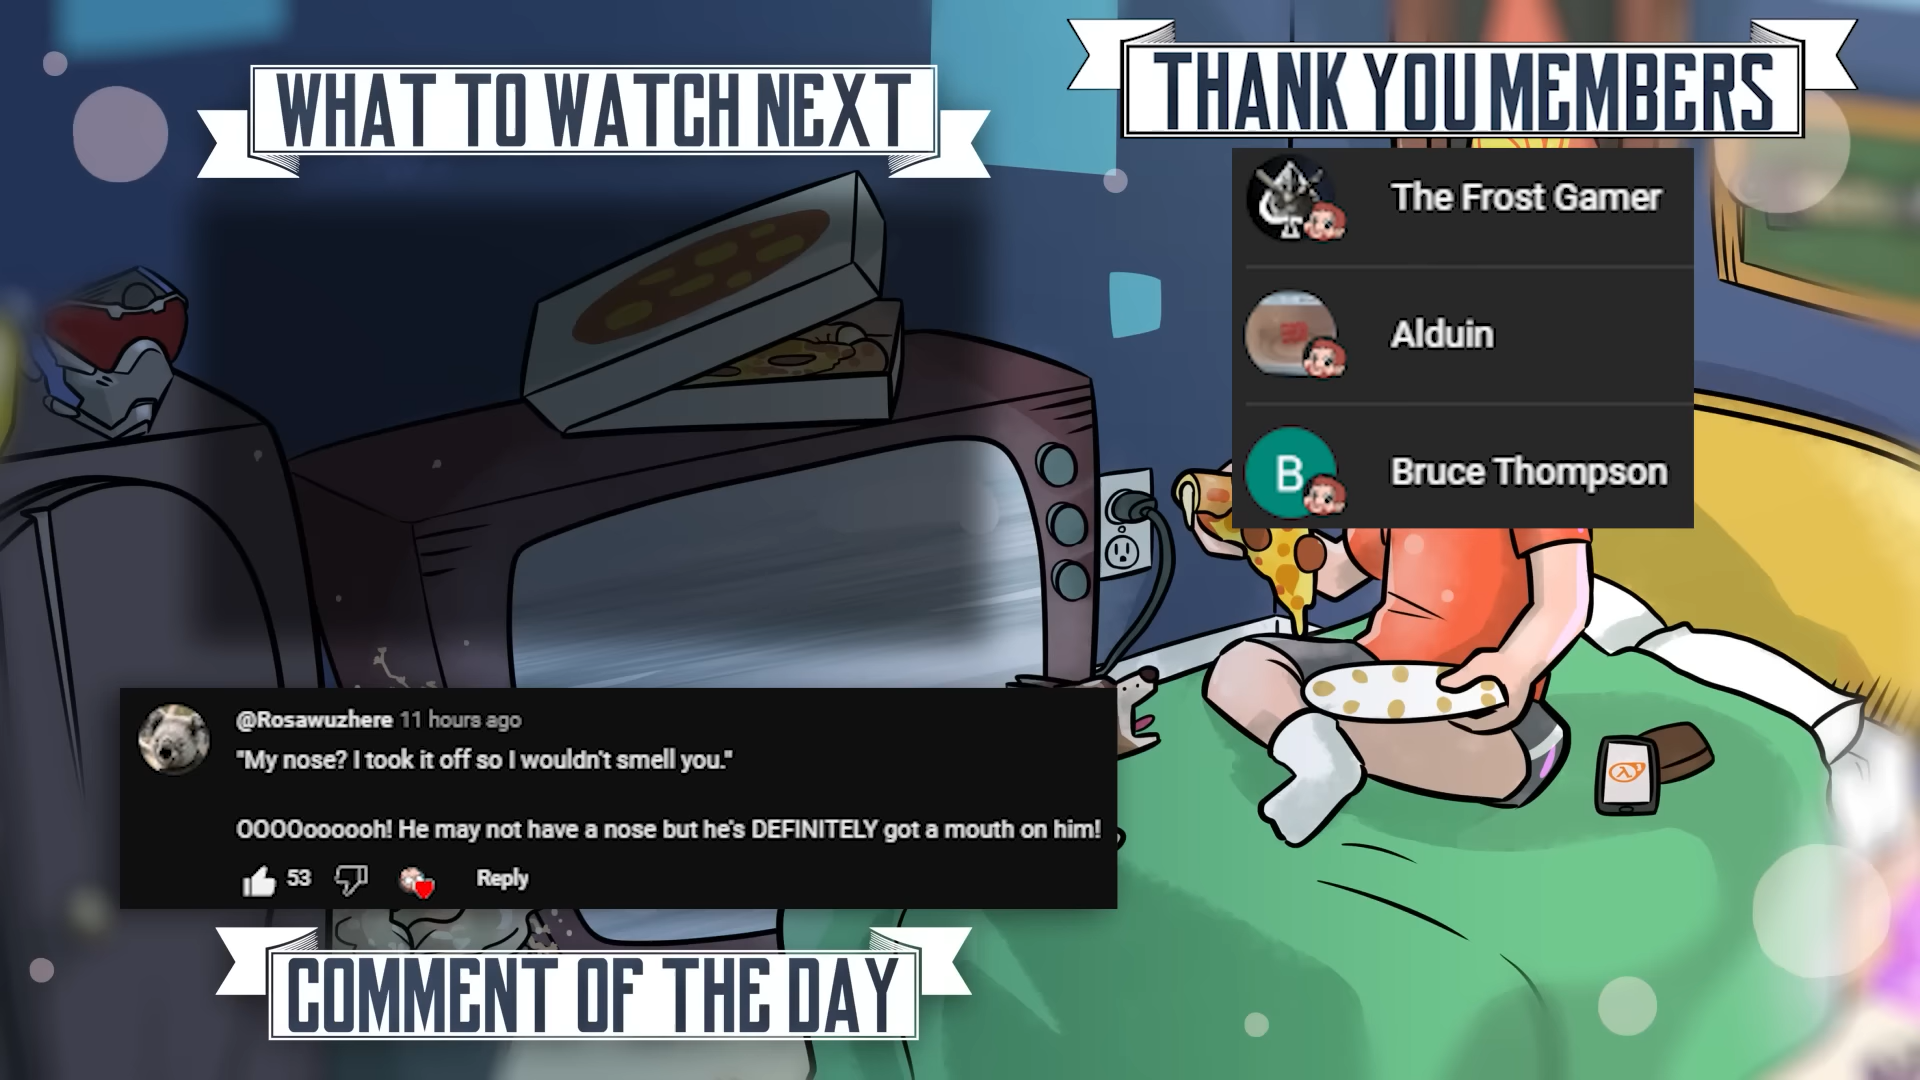 WHAT TO WATCH NEXT
THANK YOU MEMBERS
The Frost Gamer
Alduin
B
Bruce Thompson
@Rosawuzhere 11 hours ago
"My nose? I took it off so I wouldn't smell you."
OOOOoooooh! He may not have a nose but he's DEFINITELY got a mouth on him!
53
Reply
COMMENT OF THE DAY